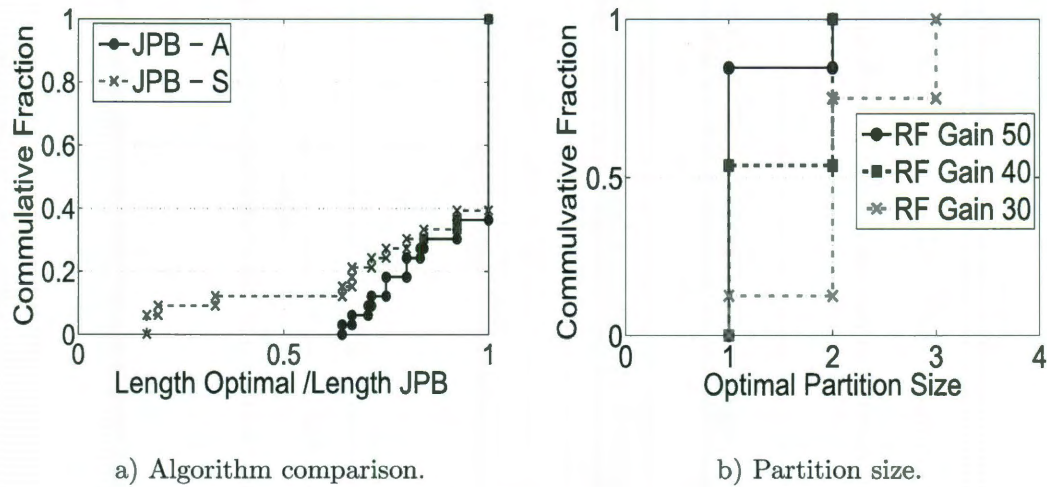 Commulative Fraction
1
0.8
0.6
0.4
0.2
0
JPB – A
JPB – S
0
0.5
1
Length Optimal /Length JPB
a) Algorithm comparison.
Commulvative Fraction
1
0.5
0
RF Gain 50
RF Gain 40
RF Gain 30
0
1
2
3
4
Optimal Partition Size
b) Partition size.